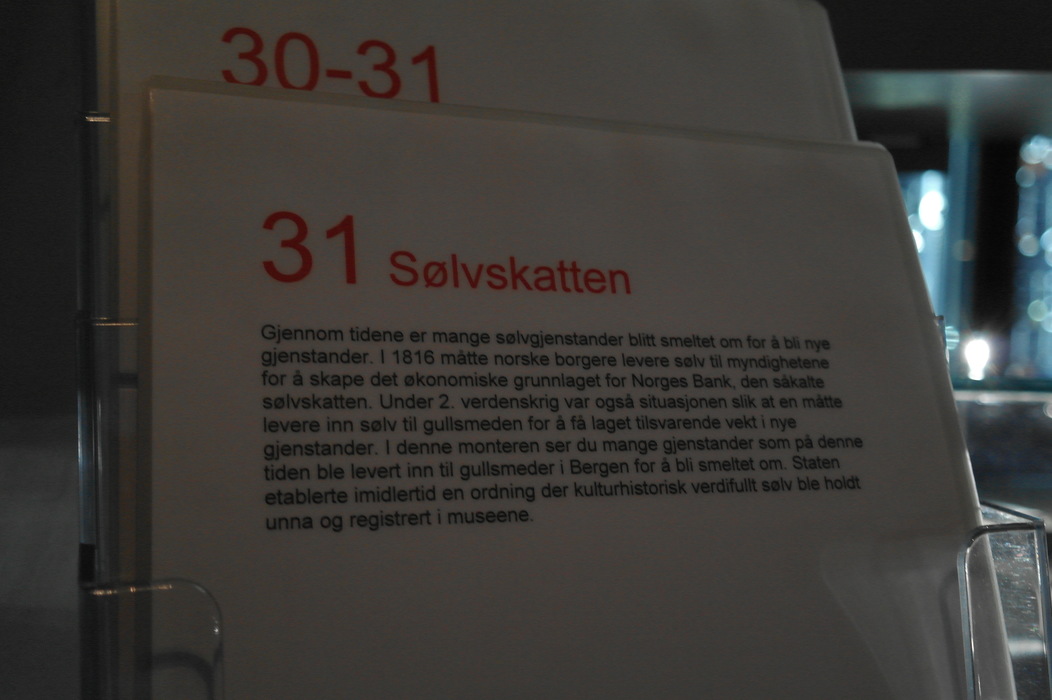 30-31
31 Sølvskatten
Gjennom tidene er mange sølvgjenstander blitt smeltet om for å bli nye
gjenstander. I 1816 måtte norske borgere levere sølv til myndighetene
for å skape det økonomiske grunnlaget for Norges Bank, den såkalte
sølvskatten. Under 2. verdenskrig var også situasjonen slik at en måtte
levere inn sølv til gullsmeden for å få laget tilsvarende vekt i nye
gjenstander. I denne monteren ser du mange gjenstander som på denne
tiden ble levert inn til gullsmeder i Bergen for å bli smeltet om. Staten
etablerte imidlertid en ordning der kulturhistorisk verdifullt sølv ble holdt
unna og registrert i museene.